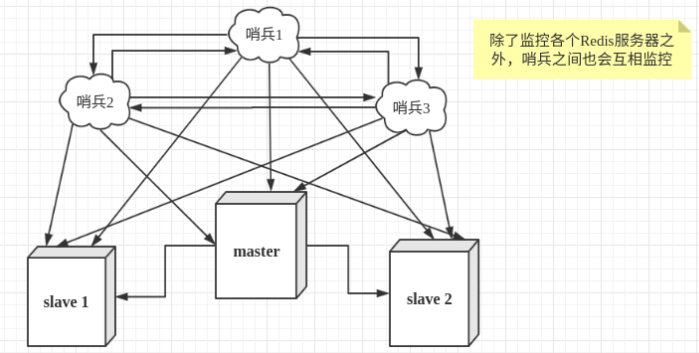 哨兵1
除了监控各个Redis服务器之
外，哨兵之间也会互相监控
哨兵2
哨兵3
master
slave 1
slave 2